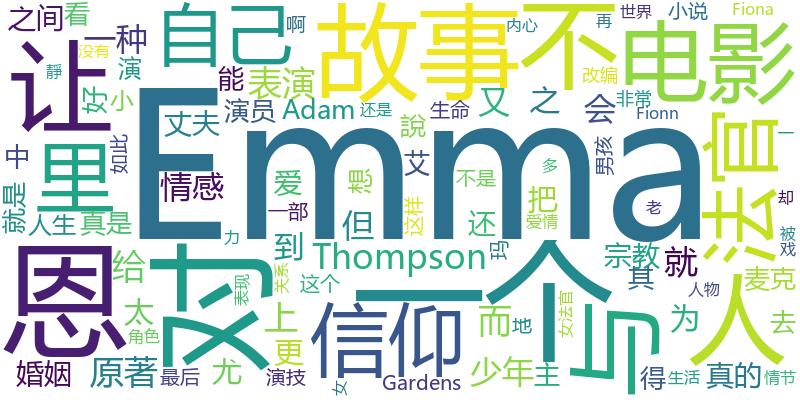 之间 看 自己 啊 故事 不 内心 再 世界 小说 Fiona
静 没有 一种 演 能 表演 改编 电影
让 好 小 演员 Adam 还是 生命 又 之 会 非常 Fionn
里 中 如此 丈夫 Emma 說 男孩 法官 一
就是 情感 爱 想 艾 不是 多 把 老 却
人生 真是 一部 但 这样 还 爱情 被
恩 给 对 力 到 Thompson 玛 一个 宗教 就 人 戏
太 表现 关系 这个 信仰 其 与 人物 麦克
角色 上 而 地 女法官 为 去
婚姻 原著 尤 更 演技 女 Gardens 少年 主 得 生活 真的 情节
最后